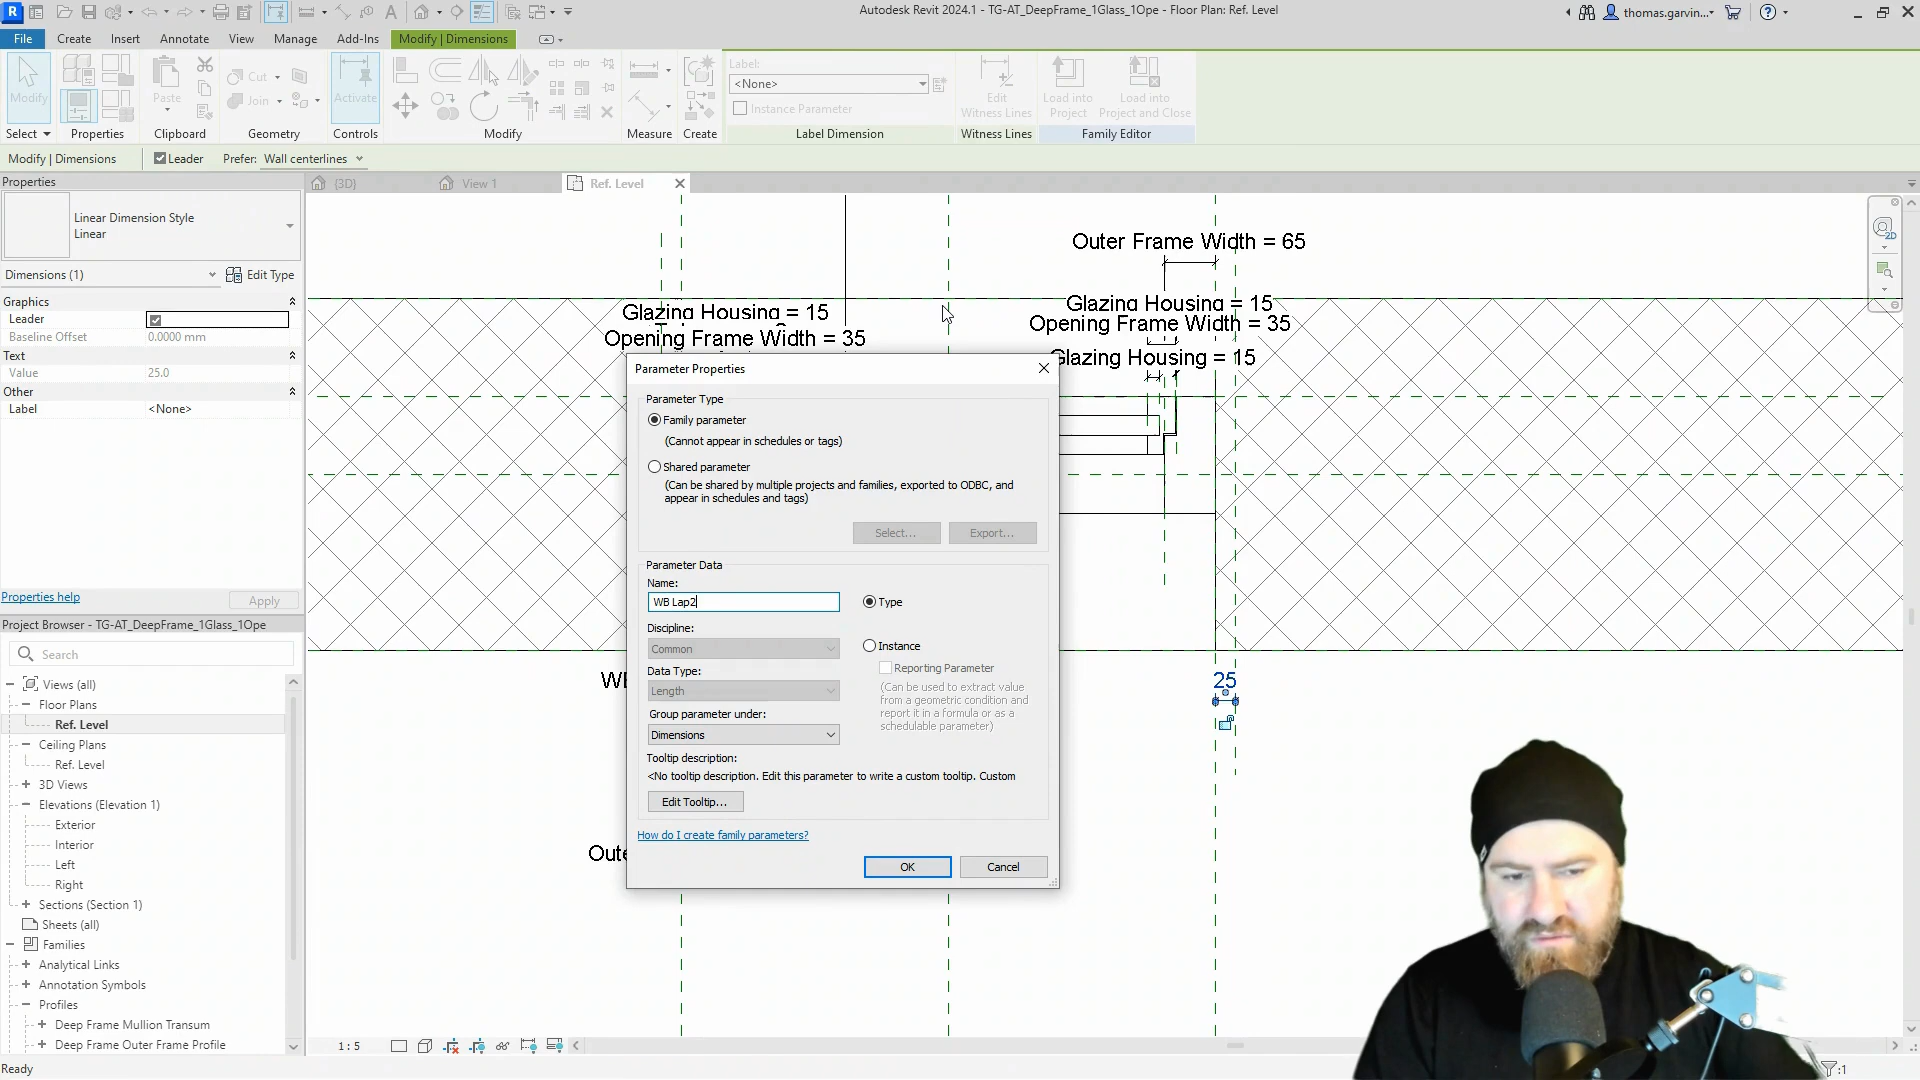 Autodesk Revit 2024.1 - TG-AT_DeepFrame_1Glass_1Ope - Floor Plan: Ref. Level
thomas.garvin...
File Create Insert Annotate View Manage Add-Ins Modify | Dimensions
Modify
Paste
Cut
Join
Activate
Label:
<None>
Instance Parameter
Edit Witness Lines
Load into Project
Load into Project and Close
Select Properties Clipboard Geometry Controls Modify Measure Create Label Dimension Witness Lines Family Editor
Modify | Dimensions Leader Prefer: Wall centerlines
Properties
{3D} View 1 Ref. Level
Linear Dimension Style
Linear
Dimensions (1) Edit Type
Graphics
Leader
Baseline Offset 0.0000 mm
Text
Value 25.0
Other
Label <None>
Properties help Apply
Project Browser - TG-AT_DeepFrame_1Glass_1Ope
Search
Views (all)
Floor Plans
Ref. Level
Ceiling Plans
Ref. Level
3D Views
Elevations (Elevation 1)
Exterior
Interior
Left
Right
Sections (Section 1)
Sheets (all)
Families
Analytical Links
Annotation Symbols
Profiles
Deep Frame Mullion Transum
Deep Frame Outer Frame Profile
Outer Frame Width = 65
Glazing Housing = 15
Opening Frame Width = 35
Glazing Housing = 15
Opening Frame Width = 35
Glazing Housing = 15
25
Parameter Properties
Parameter Type
Family parameter
(Cannot appear in schedules or tags)
Shared parameter
(Can be shared by multiple projects and families, exported to ODBC, and
appear in schedules and tags)
Select... Export...
Parameter Data
Name:
WB Lap2
Type
Discipline:
Common
Instance
Reporting Parameter
Data Type:
Length
(Can be used to extract value
from a geometric condition and
report it in a formula or as a
schedulable parameter)
Group parameter under:
Dimensions
Tooltip description:
<No tooltip description. Edit this parameter to write a custom tooltip. Custom
Edit Tooltip...
How do I create family parameters?
OK Cancel
1 : 5
Ready
:1